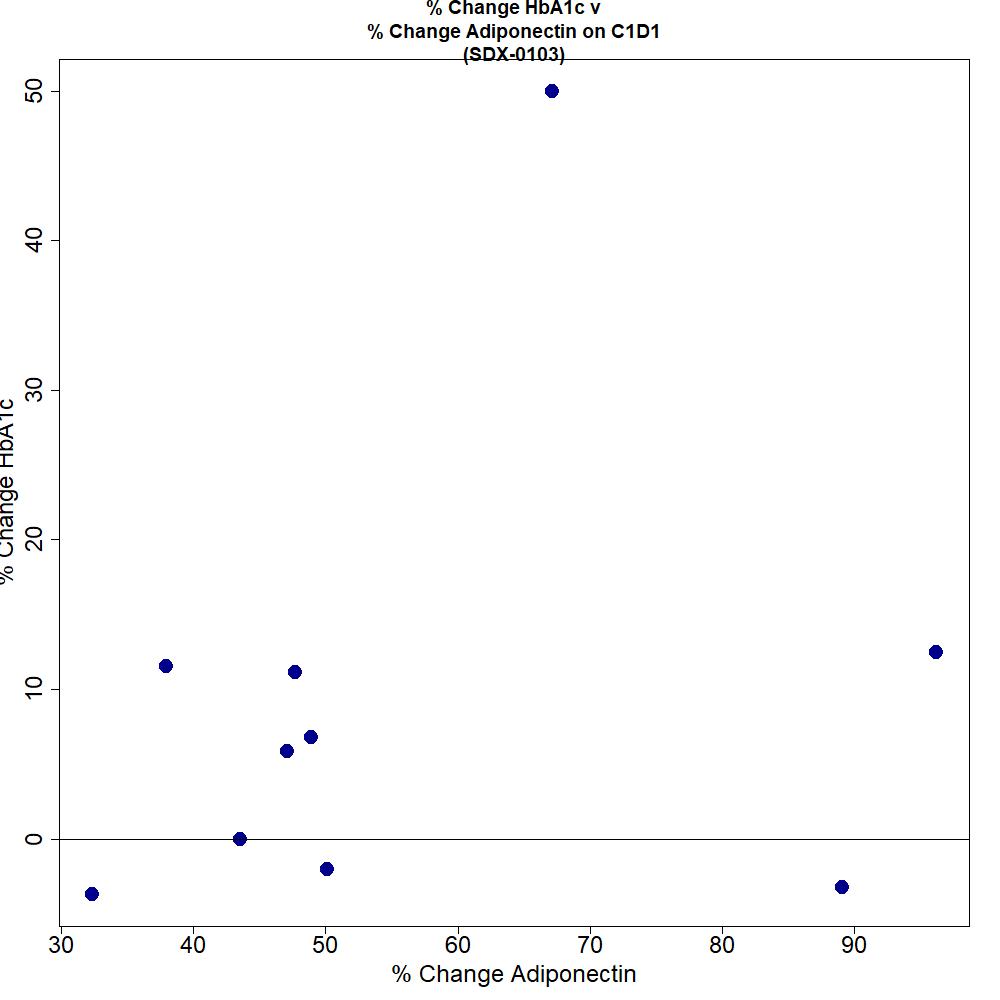 % Change HbA1c v
% Change Adiponectin on C1D1
(SDX-0103)
50
40
30
20
10
0
% Change HbA1c
30 40 50 60 70 80 90
% Change Adiponectin